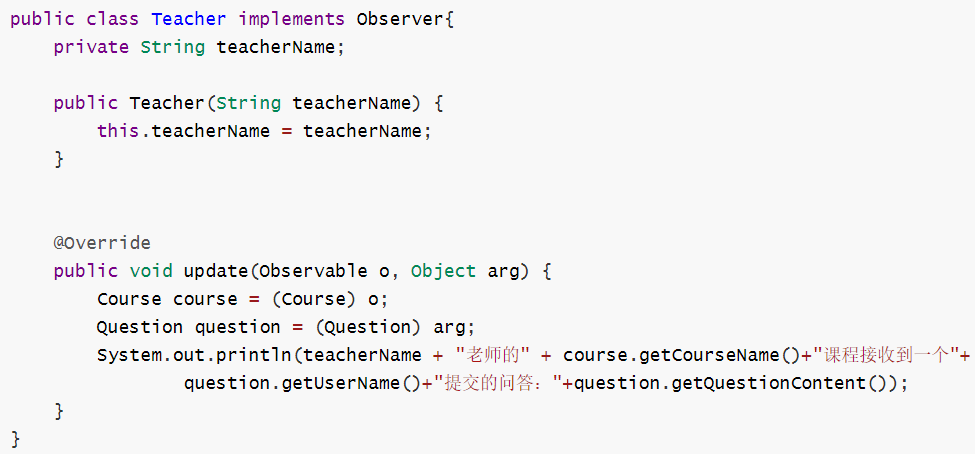 public class Teacher implements Observer{
    private String teacherName;
    public Teacher(String teacherName) {
        this.teacherName = teacherName;
    }
    @Override
    public void update(Observable o, Object arg) {
        Course course = (Course) o;
        Question question = (Question) arg;
        System.out.println(teacherName + "老师的" + course.getCourseName()+"课程接收到一个"+
                question.getUserName()+"提交的问答："+question.getQuestionContent());
    }
}